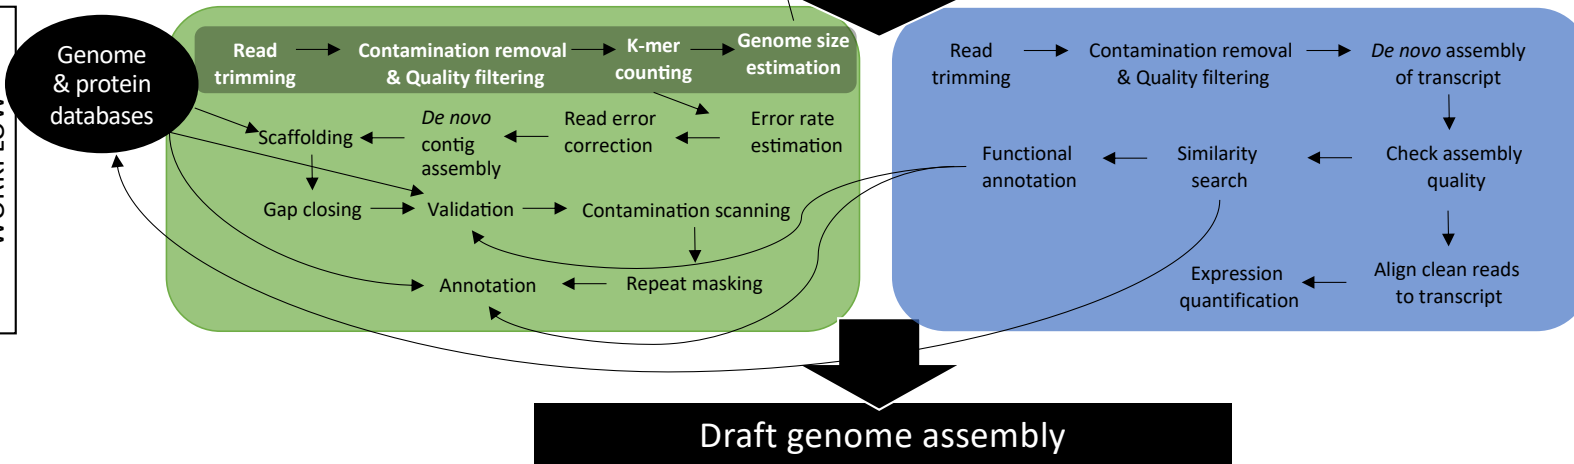 Genome
& protein
databases
Read
trimming
Contamination removal
& Quality filtering
K-mer
counting
Genome size
estimation
Scaffolding
De novo
contig
assembly
Read error
correction
Error rate
estimation
Gap closing
Validation
Contamination scanning
Annotation
Repeat masking
Read
trimming
Contamination removal
& Quality filtering
De novo assembly
of transcript
Functional
annotation
Similarity
search
Check assembly
quality
Expression
quantification
Align clean reads
to transcript
Draft genome assembly